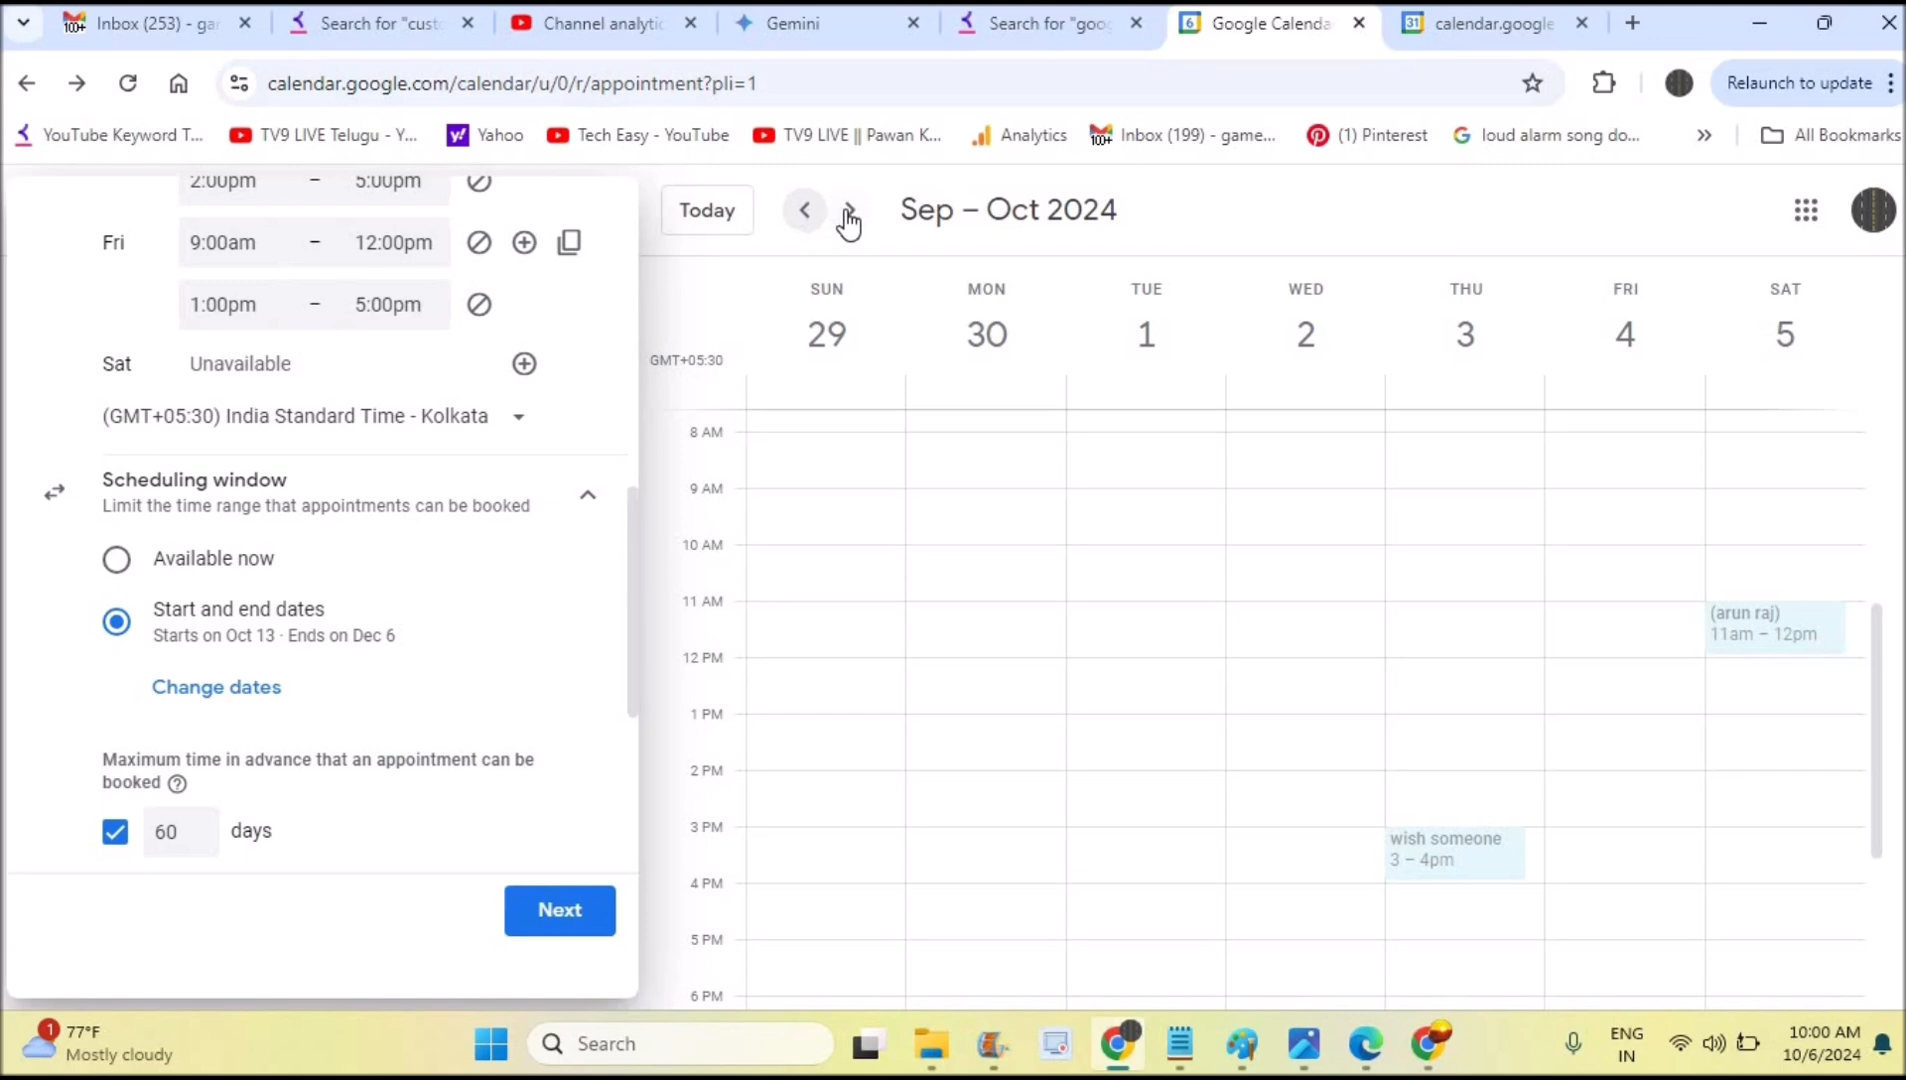 Inbox (253) - gar
Search for "custo
Channel analytic
Gemini
Search for "goog
Google Calenda
calendar.google
calendar.google.com/calendar/u/0/r/appointment?pli=1
Relaunch to update
YouTube Keyword T...
TV9 LIVE Telugu - Y...
Yahoo
Tech Easy - YouTube
TV9 LIVE || Pawan K...
Analytics
Inbox (199) - game...
(1) Pinterest
loud alarm song do...
All Bookmarks
2:00pm – 5:00pm
Fri 9:00am – 12:00pm
1:00pm – 5:00pm
Sat Unavailable
(GMT+05:30) India Standard Time - Kolkata
Scheduling window
Limit the time range that appointments can be booked
Available now
Start and end dates
Starts on Oct 13 · Ends on Dec 6
Change dates
Maximum time in advance that an appointment can be
booked
60 days
Next
Today
Sep – Oct 2024
SUN MON TUE WED THU FRI SAT
29 30 1 2 3 4 5
GMT+05:30
8 AM
9 AM
10 AM
11 AM
(arun raj)
11am – 12pm
12 PM
1 PM
2 PM
3 PM
wish someone
3 – 4pm
4 PM
5 PM
6 PM
1
77°F
Mostly cloudy
Search
ENG
IN
10:00 AM
10/6/2024